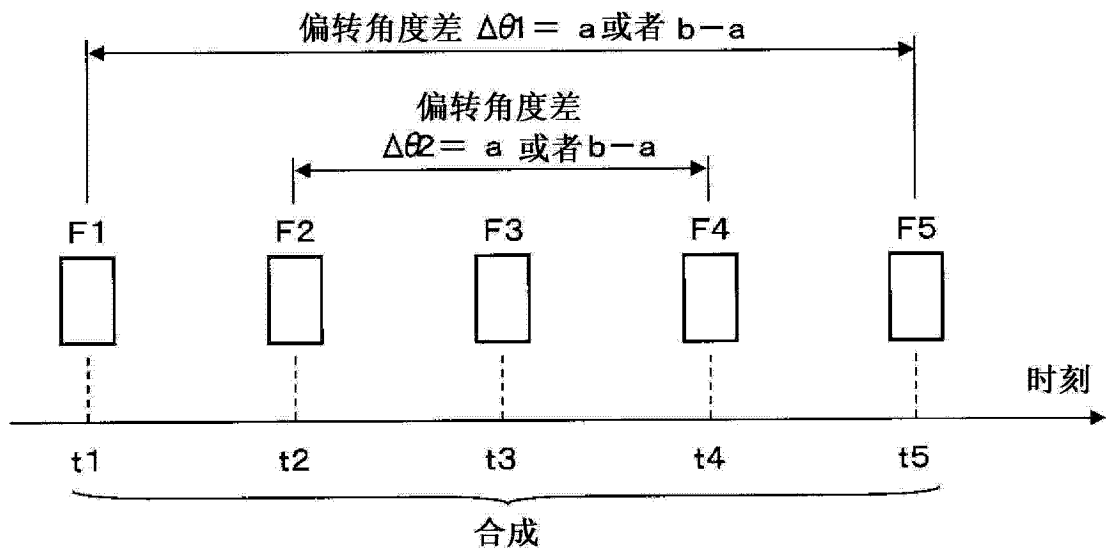 偏转角度差 Δθ1＝ a或者 b－a
偏转角度差
Δθ2＝ a 或者b－a
F1 F2 F3 F4 F5
时刻
t1 t2 t3 t4 t5
合成